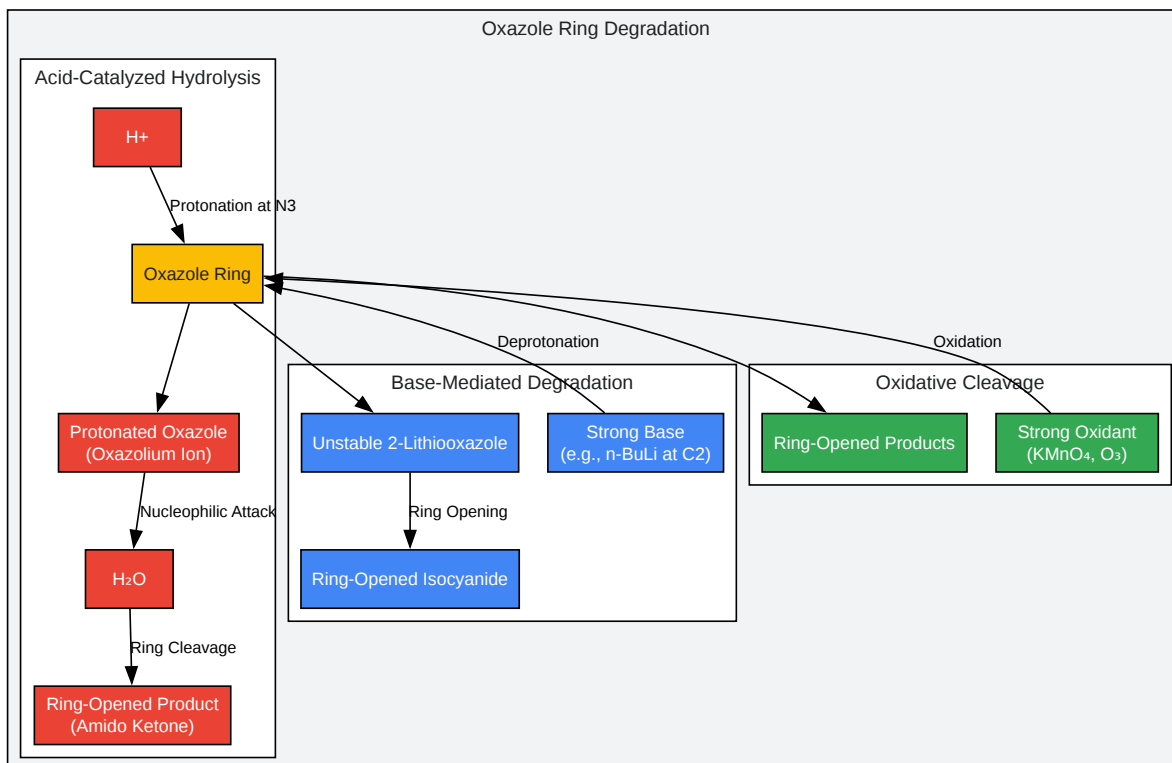 Oxazole Ring Degradation
Acid-Catalyzed Hydrolysis
H+
Protonation at N3
Oxazole Ring
Deprotonation
Oxidation
Base-Mediated Degradation
Oxidative Cleavage
Protonated Oxazole
(Oxazolium Ion)
Unstable 2-Lithiooxazole
Strong Base
(e.g., n-BuLi at C2)
Ring-Opened Products
Strong Oxidant
(KMnO₄, O₃)
Nucleophilic Attack
Ring Opening
H₂O
Ring-Opened Isocyanide
Ring Cleavage
Ring-Opened Product
(Amido Ketone)